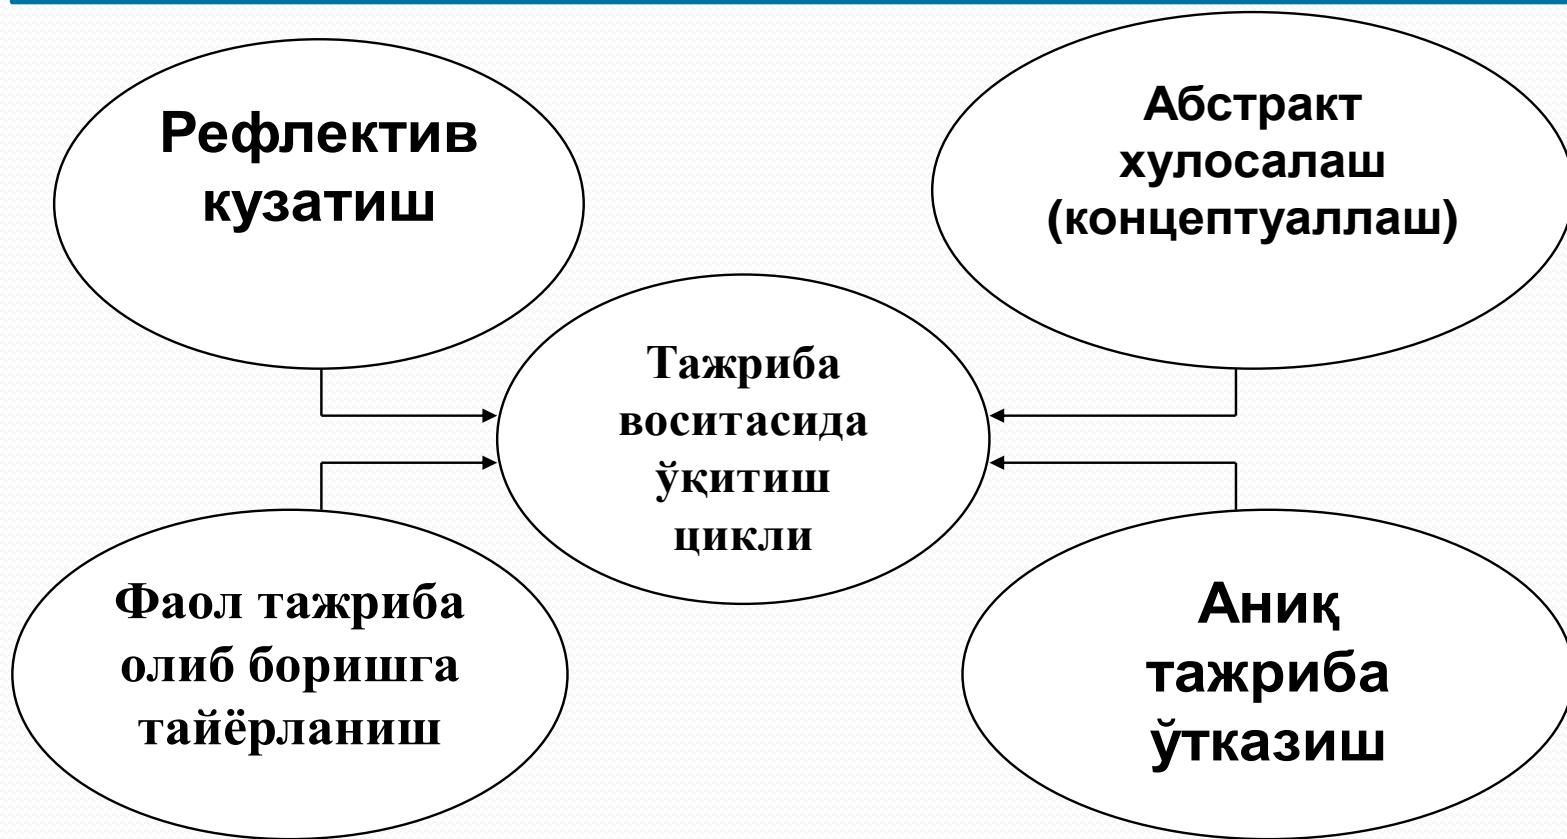 Рефлектив
кузатиш
Абстракт
хулосалаш
(концептуаллаш)
Тажриба
воситасида
ўқитиш
цикли
Фаол тажриба
олиб боришга
тайёрланиш
Аниқ
тажриба
ўтказиш